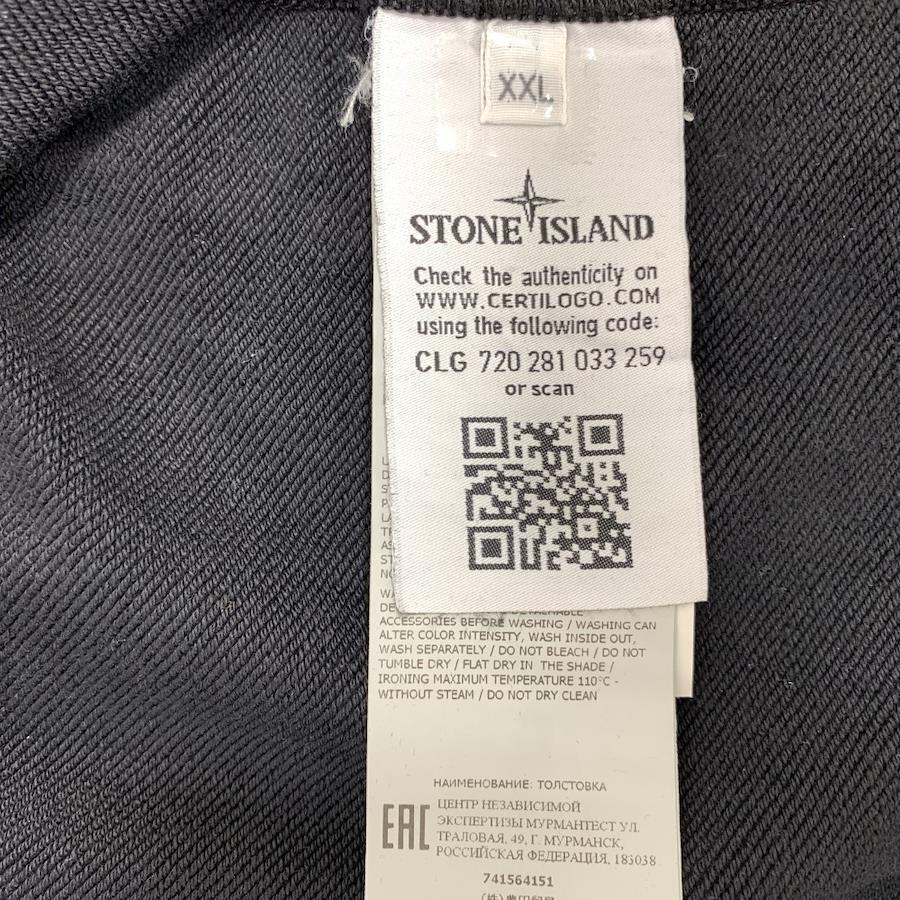 XXL
STONE ISLAND
Check the authenticity on
WWW.CERTILOGO.COM
using the following code:
CLG 720 281 033 259
or scan
ACCESSORIES BEFORE WASHING / WASHING CAN
ALTER COLOR INTENSITY, WASH INSIDE OUT,
WASH SEPARATELY / DO NOT BLEACH / DO NOT
TUMBLE DRY / FLAT DRY IN THE SHADE /
IRONING MAXIMUM TEMPERATURE 110°C -
WITHOUT STEAM / DO NOT DRY CLEAN
НАИМЕНОВАНИЕ: ТОЛСТОВКА
EAC
ЦЕНТР НЕЗАВИСИМОЙ
ЭКСПЕРТИЗЫ МУРМАНТЕСТ УЛ.
ТРАЛОВАЯ, 49, Г. МУРМАНСК,
РОССИЙСКАЯ ФЕДЕРАЦИЯ, 183038
741564151